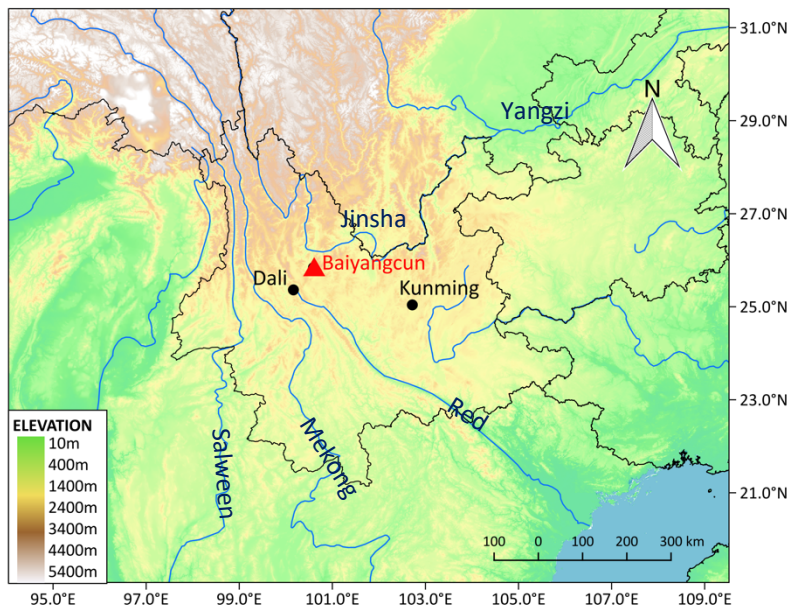 31.0°N
Yangzi
N
29.0°N
27.0°N
Jinsha
Baiyangcun
Dali
Kunming
25.0°N
23.0°N
Red
ELEVATION
10m
400m
1400m
2400m
3400m
4400m
5400m
Salween
Mekong
21.0°N
100 0 100 200 300 km
95.0°E 97.0°E 99.0°E 101.0°E 103.0°E 105.0°E 107.0°E 109.0°E